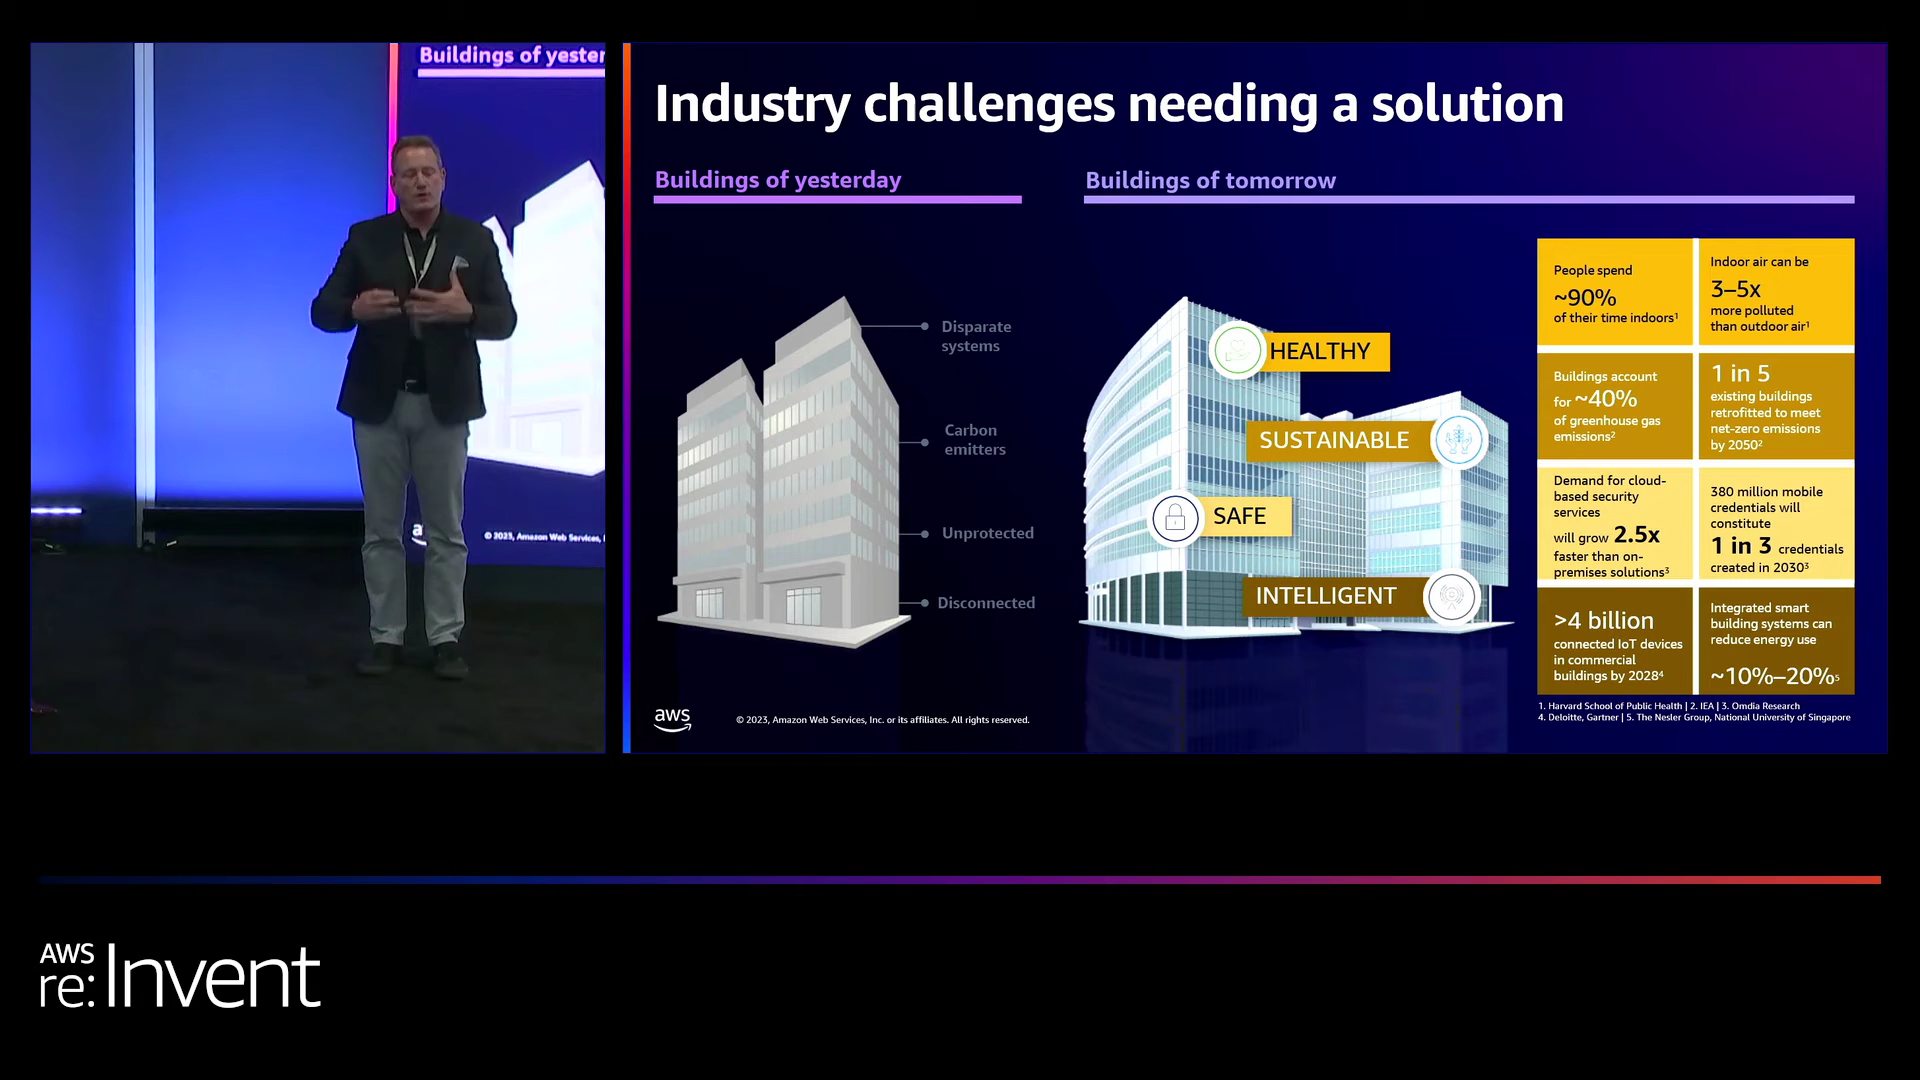 Buildings of yester
aws
© 2023, Amazon Web Services, I
Industry challenges needing a solution
Buildings of yesterday
Disparate
systems
Carbon
emitters
Unprotected
Disconnected
Buildings of tomorrow
HEALTHY
SUSTAINABLE
SAFE
INTELLIGENT
People spend
~90%
of their time indoors¹
Indoor air can be
3–5x
more polluted
than outdoor air¹
Buildings account
for ~40%
of greenhouse gas
emissions²
1 in 5
existing buildings
retrofitted to meet
net-zero emissions
by 2050²
Demand for cloud-
based security
services
will grow 2.5x
faster than on-
premises solutions³
380 million mobile
credentials will
constitute
1 in 3 credentials
created in 2030³
>4 billion
connected IoT devices
in commercial
buildings by 2028⁴
Integrated smart
building systems can
reduce energy use
~10%–20%⁵
1. Harvard School of Public Health | 2. IEA | 3. Omdia Research
4. Deloitte, Gartner | 5. The Nesler Group, National University of Singapore
aws
© 2023, Amazon Web Services, Inc. or its affiliates. All rights reserved.
AWS
re:Invent